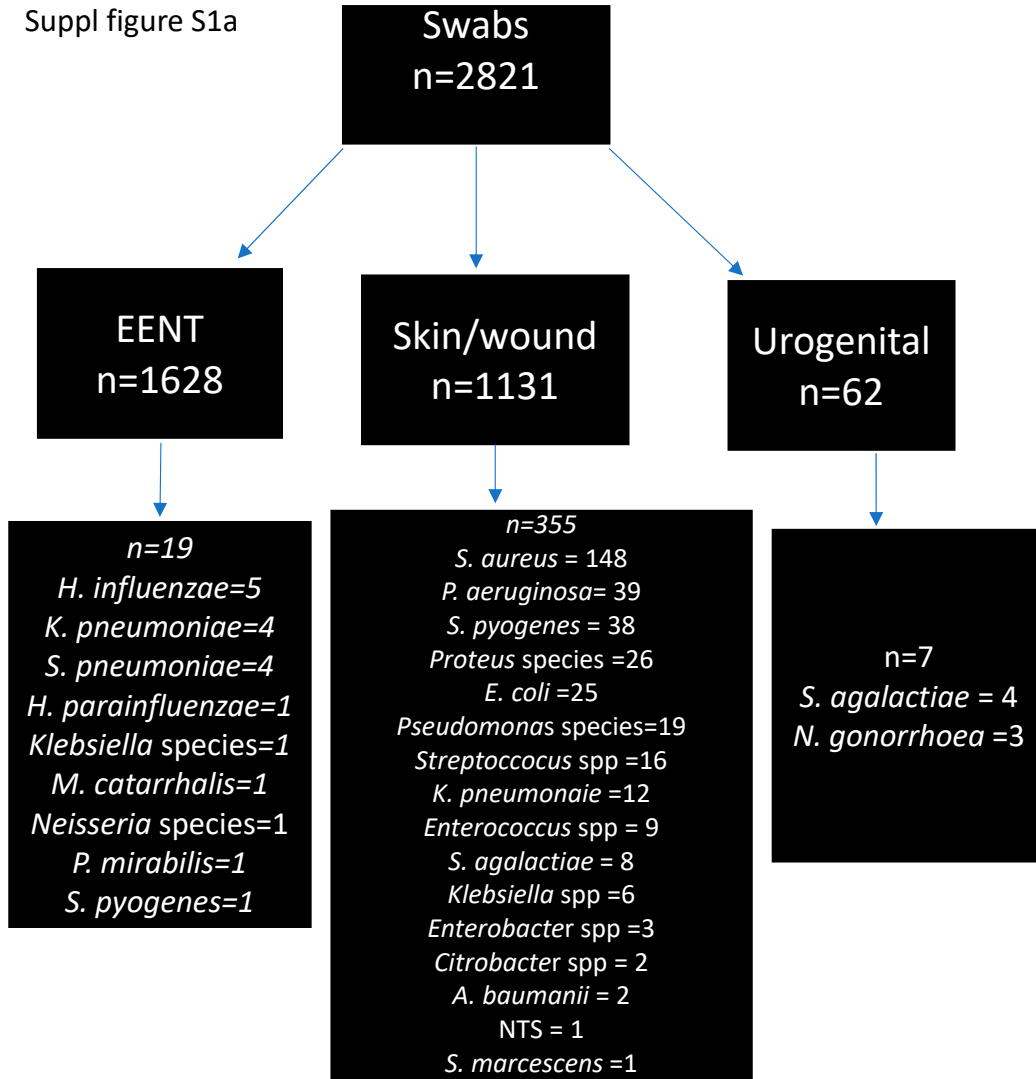 Suppl figure S1a
Swabs
n=2821
EENT
n=1628
Skin/wound
n=1131
Urogenital
n=62
n=19
H. influenzae=5
K. pneumoniae=4
S. pneumoniae=4
H. parainfluenzae=1
Klebsiella species=1
M. catarrhalis=1
Neisseria species=1
P. mirabilis=1
S. pyogenes=1
n=355
S. aureus = 148
P. aeruginosa= 39
S. pyogenes = 38
Proteus species =26
E. coli =25
Pseudomonas species=19
Streptoccocus spp =16
K. pneumonaie =12
Enterococcus spp = 9
S. agalactiae = 8
Klebsiella spp =6
Enterobacter spp =3
Citrobacter spp = 2
A. baumanii = 2
NTS = 1
S. marcescens =1
n=7
S. agalactiae = 4
N. gonorrhoea =3